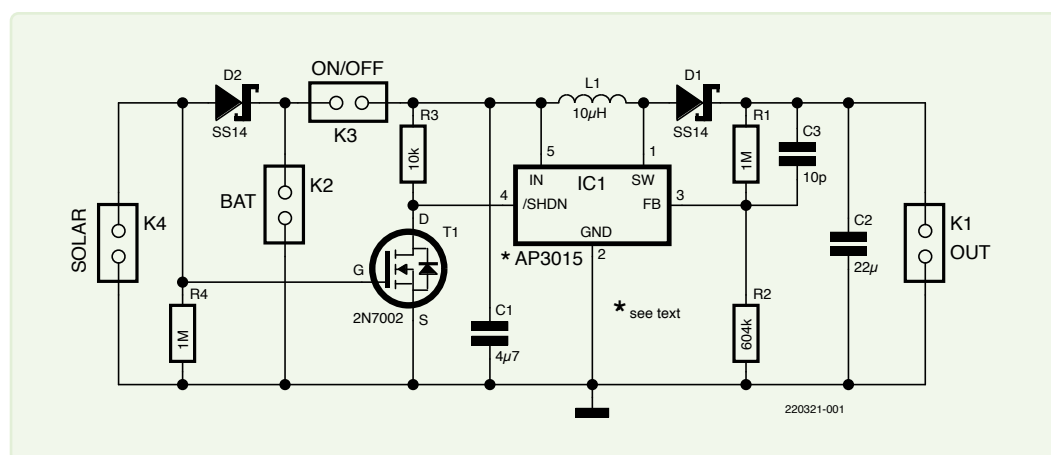 D2
SS14
ON/OFF
K3
R3
10k
L1
10µH
D1
SS14
R1
1M
C3
10p
5
1
IN
IC1
SW
4
/SHDN
FB
3
GND
2
* AP3015
SOLAR
K4
BAT
K2
D
T1
G
2N7002
S
R4
1M
C1
4µ7
* see text
R2
604k
C2
22µ
K1
OUT
220321-001